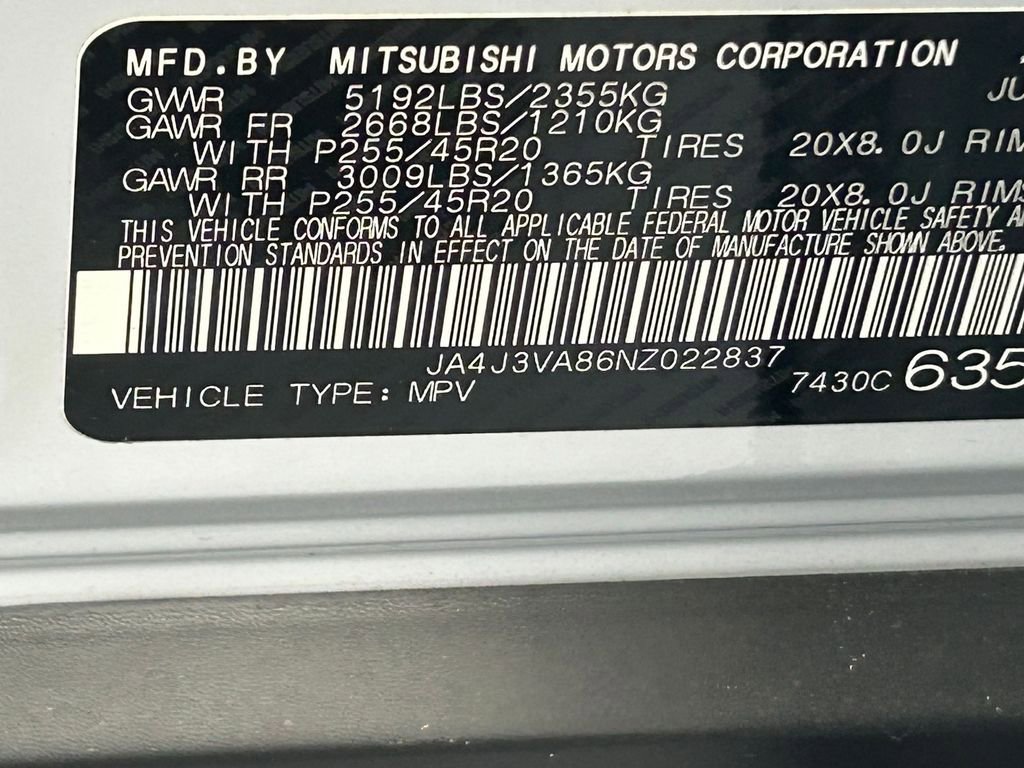 MFD.BY MITSUBISHI MOTORS CORPORATION
GVWR 5192LBS/2355KG JU
GAWR FR 2668LBS/1210KG
WITH P255/45R20 TIRES 20X8.0J RIM
GAWR RR 3009LBS/1365KG
WITH P255/45R20 TIRES 20X8.0J RIMS
THIS VEHICLE CONFORMS TO ALL APPLICABLE FEDERAL MOTOR VEHICLE SAFETY A
PREVENTION STANDARDS IN EFFECT ON THE DATE OF MANUFACTURE SHOWN ABOVE.
JA4J3VA86NZ022837
VEHICLE TYPE: MPV 7430C 635